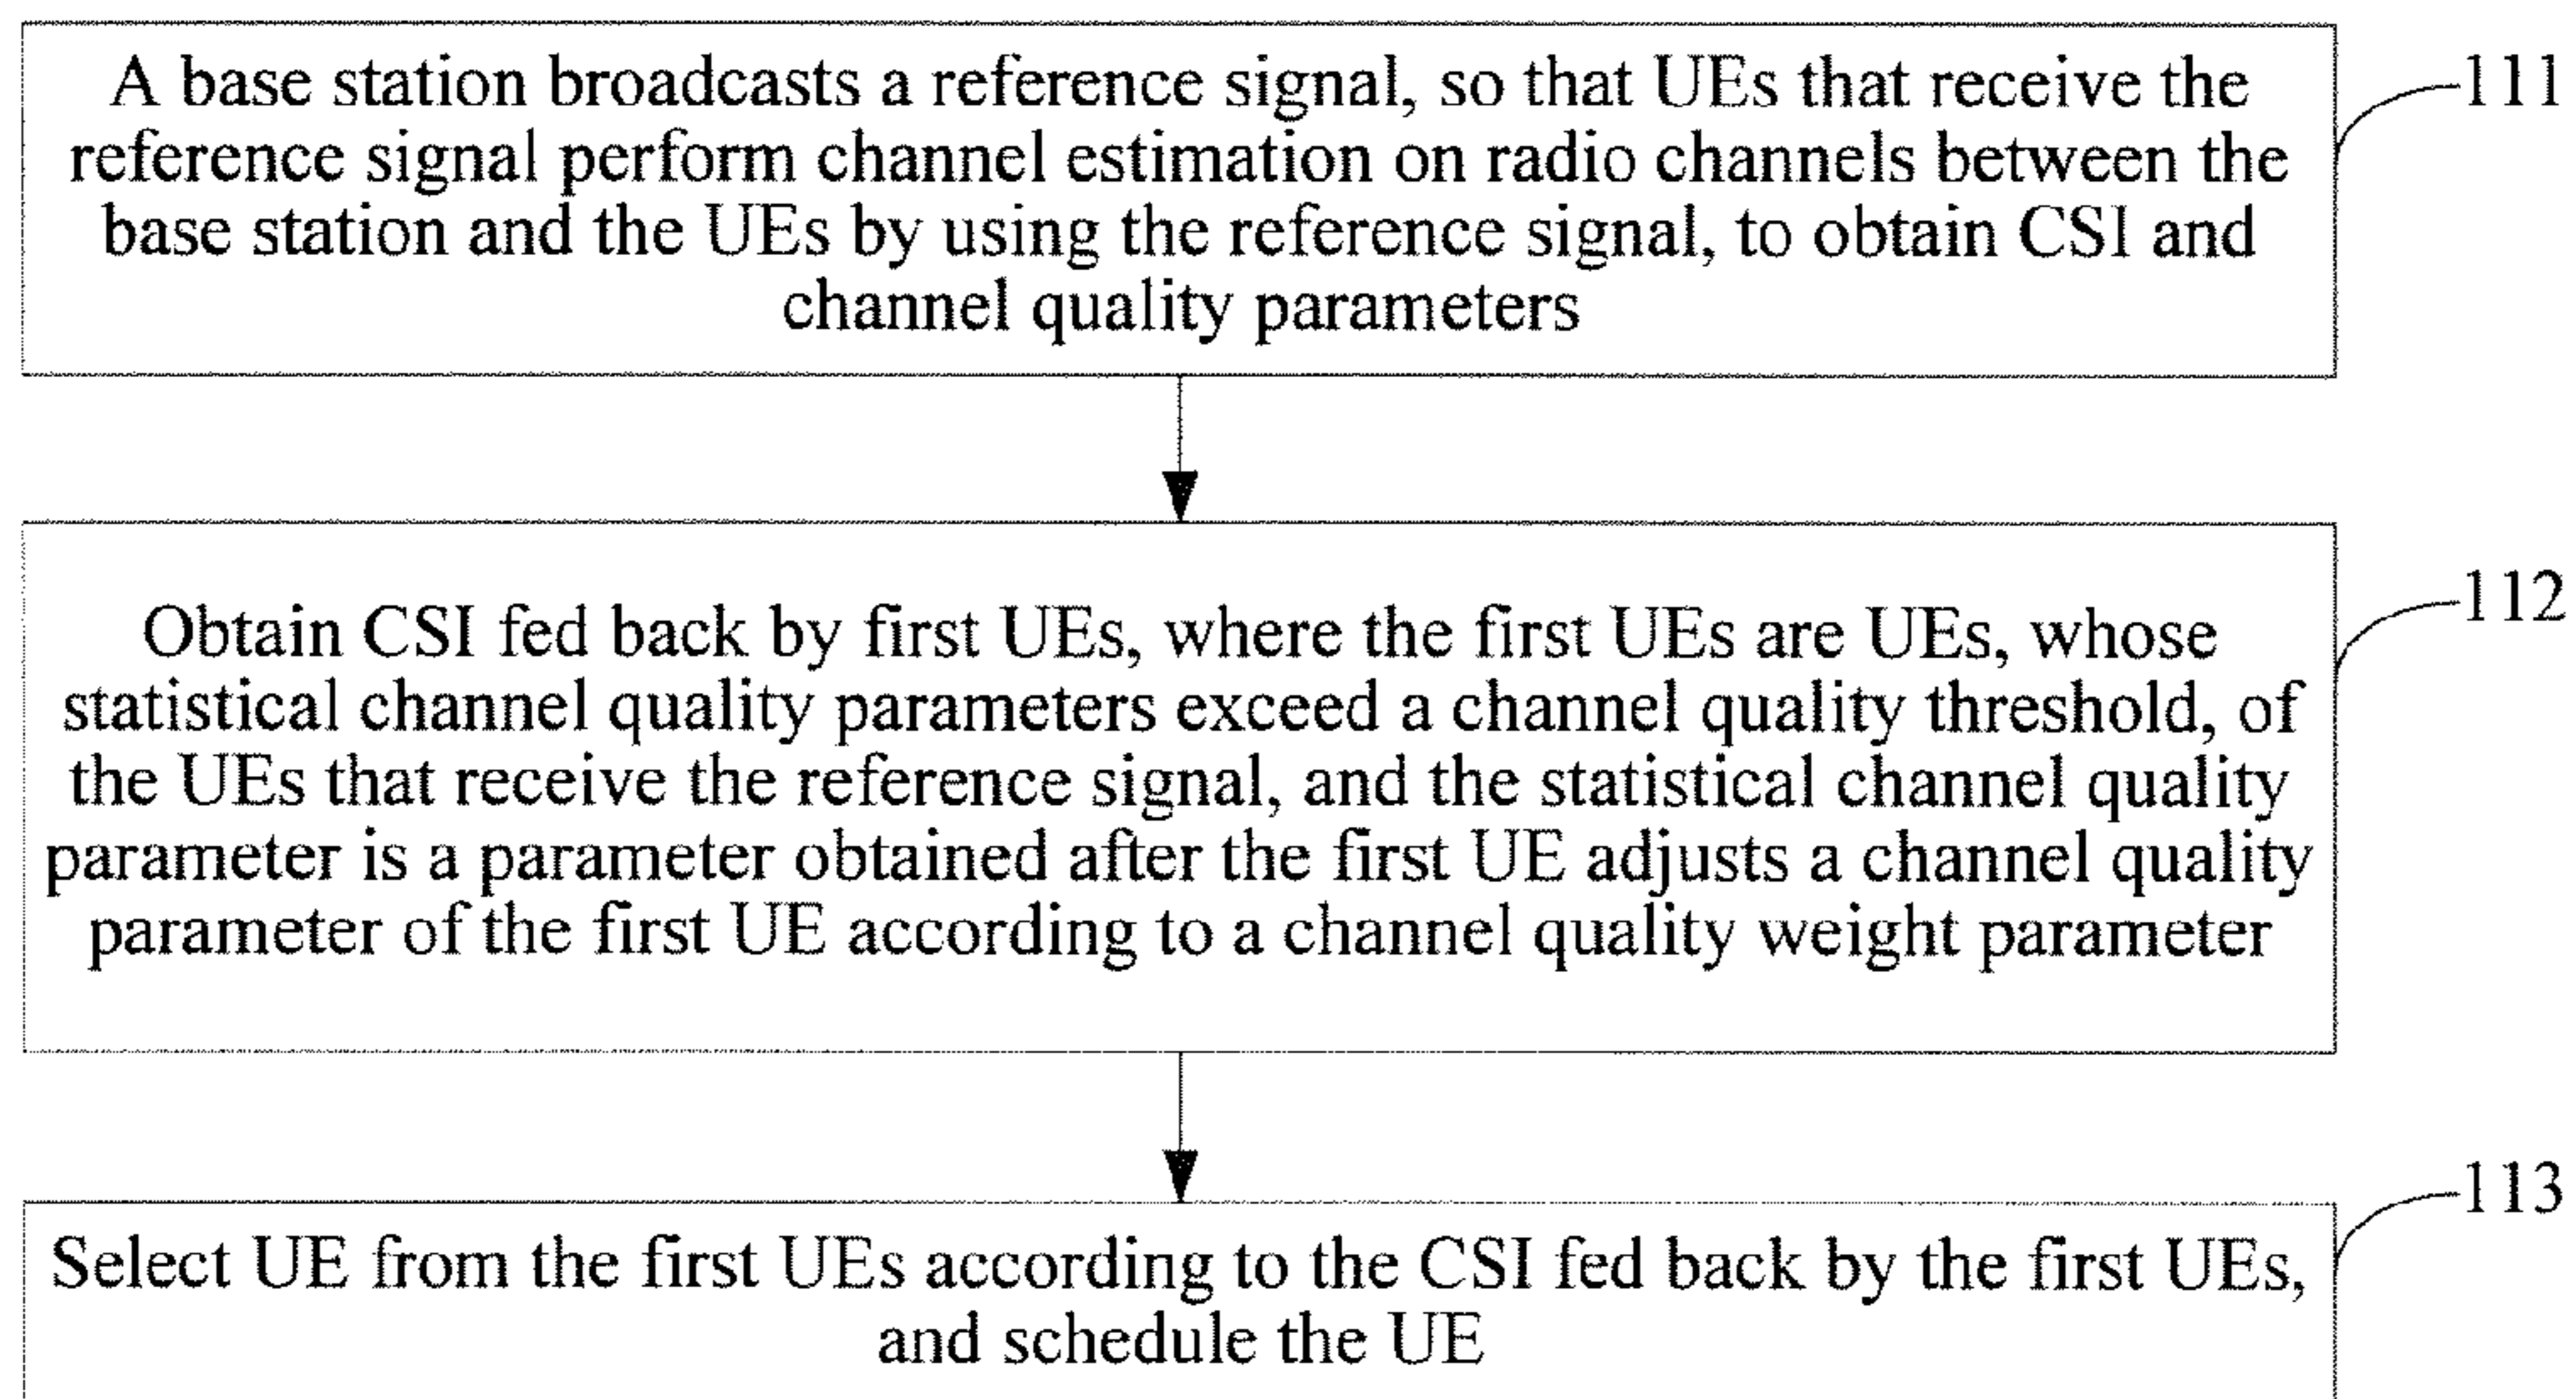 A base station broadcasts a reference signal, so that UEs that receive the
reference signal perform channel estimation on radio channels between the
base station and the UEs by using the reference signal, to obtain CSI and
channel quality parameters
111
Obtain CSI fed back by first UEs, where the first UEs are UEs, whose
statistical channel quality parameters exceed a channel quality threshold, of
the UEs that receive the reference signal, and the statistical channel quality
parameter is a parameter obtained after the first UE adjusts a channel quality
parameter of the first UE according to a channel quality weight parameter
112
Select UE from the first UEs according to the CSI fed back by the first UEs,
and schedule the UE
113